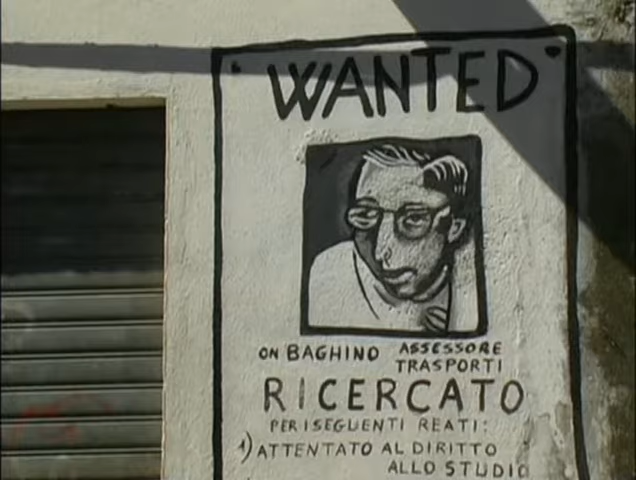 "WANTED"
ON BAGHINO ASSESSORE
TRASPORTI
RICERCATO
PER I SEGUENTI REATI:
1) ATTENTATO AL DIRITTO
ALLO STUDIO